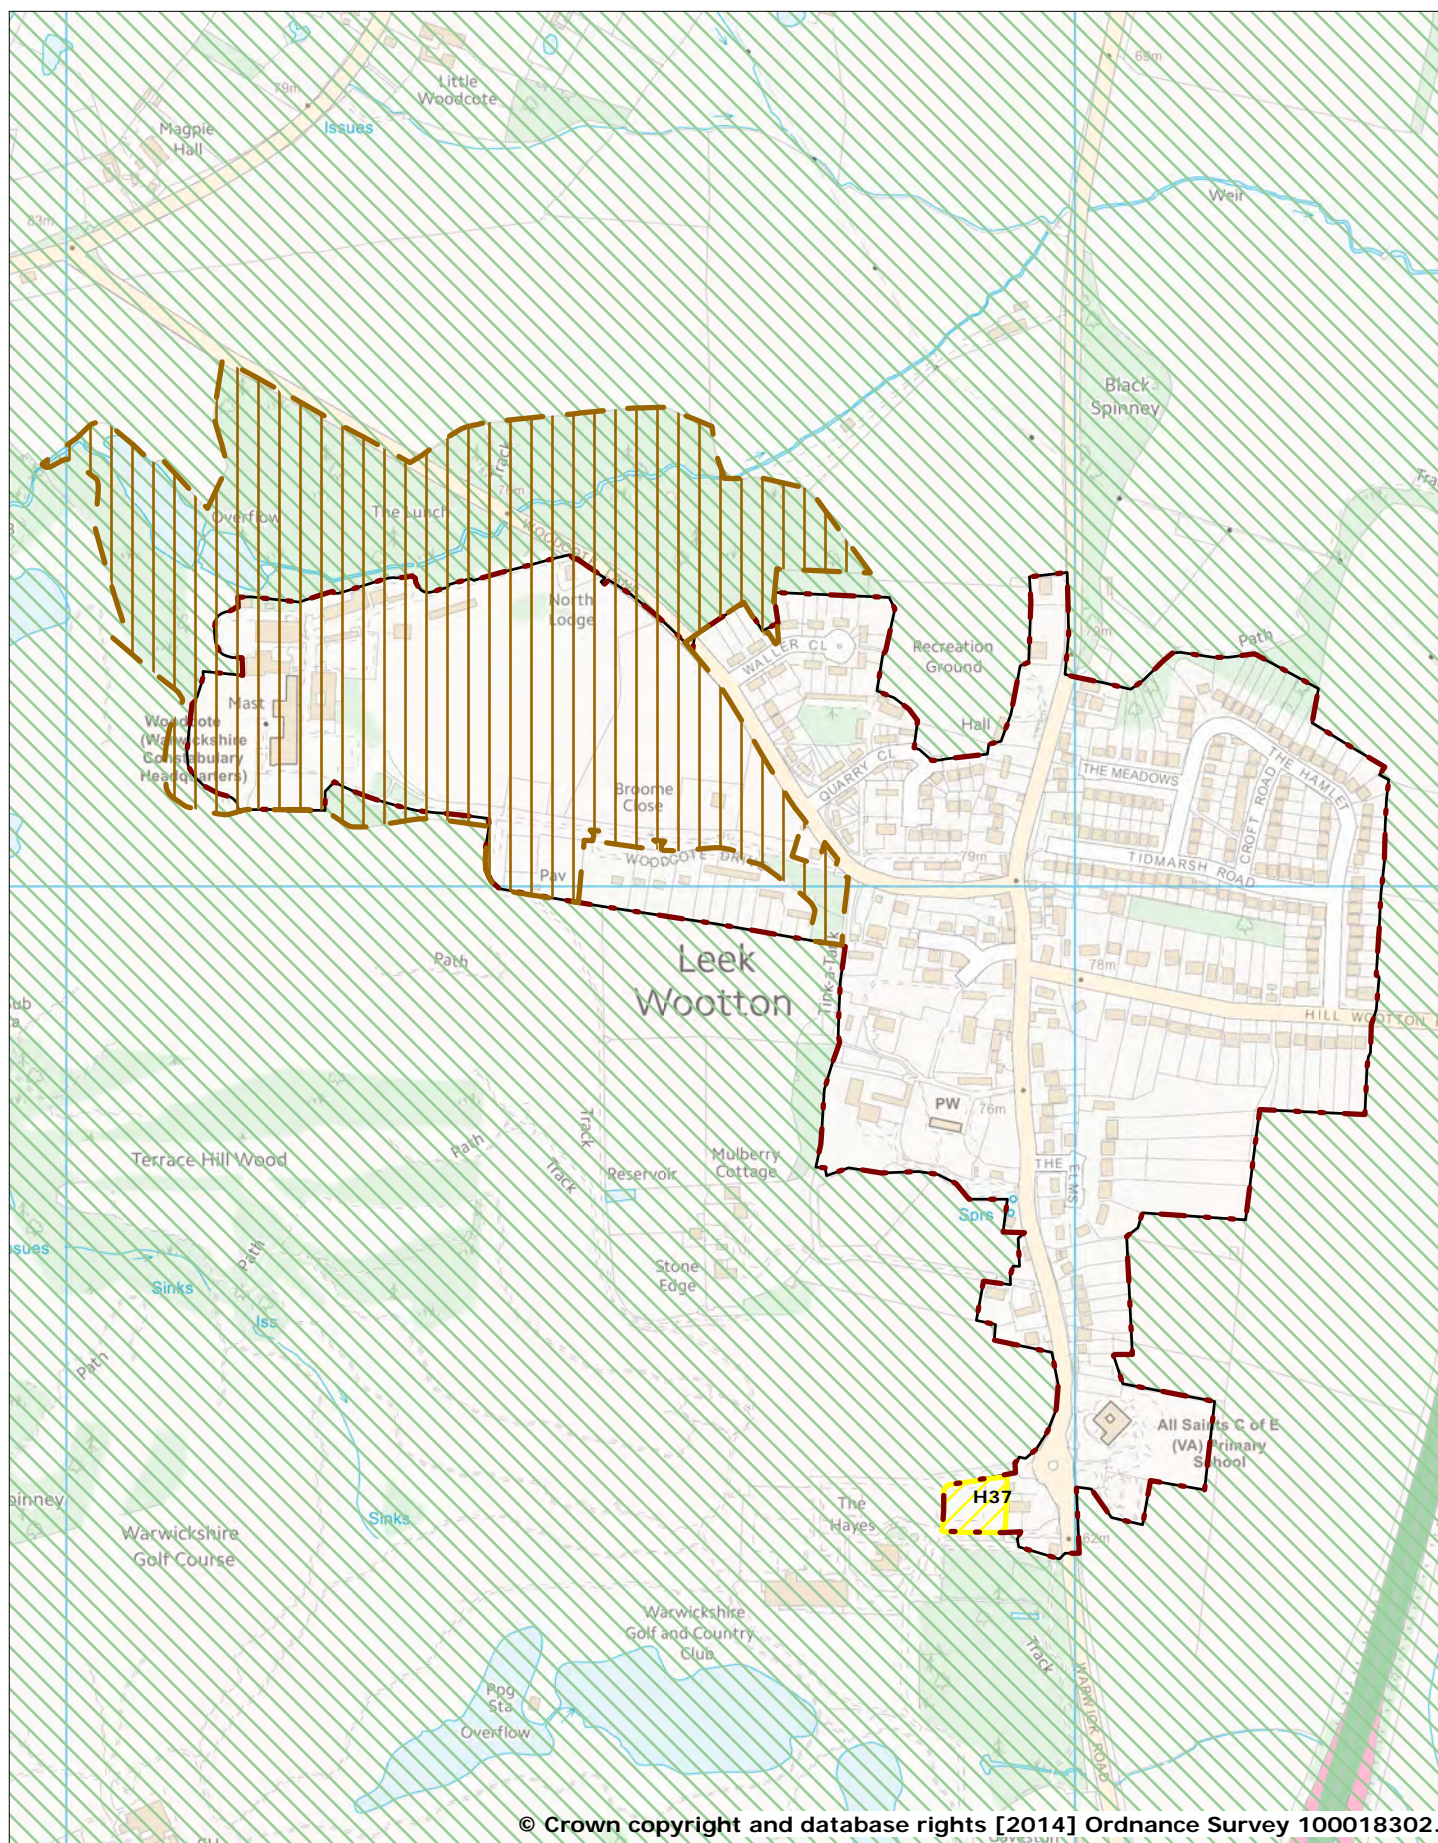 69m
Little
Woodcote
79m
Issues
Magpie
Hall
Weir
83m
Black
Spinney
Track
76m
Overflow
The Lunch
WOODCOTE LANE
North
Lodge
WALLER CL
Recreation
Ground
79m
Path
Mast
Woodcote
(Warwickshire
Constabulary
Headquarters)
Hall
QUARRY CL
THE MEADOWS
THE HAMLET
CROFT ROAD
Broome
Close
WOODCOTE DRIVE
79m
TIDMARSH ROAD
Pav
Leek
Wootton
Tink-a-Tank
Path
78m
HILL WOOTTON
PW
76m
Track
Path
Terrace Hill Wood
Track
Reservoir
Mulberry
Cottage
THE ELMS
Sprs
Path
Sinks
Stone
Edge
Iss
Path
All Saints C of E
(VA) Primary
School
H37
The
Hayes
Sinks
Warwickshire
Golf Course
62m
Warwickshire
Golf and Country
Club
Track
Ppg
Sta
Overflow
WARWICK ROAD
© Crown copyright and database rights [2014] Ordnance Survey 100018302.